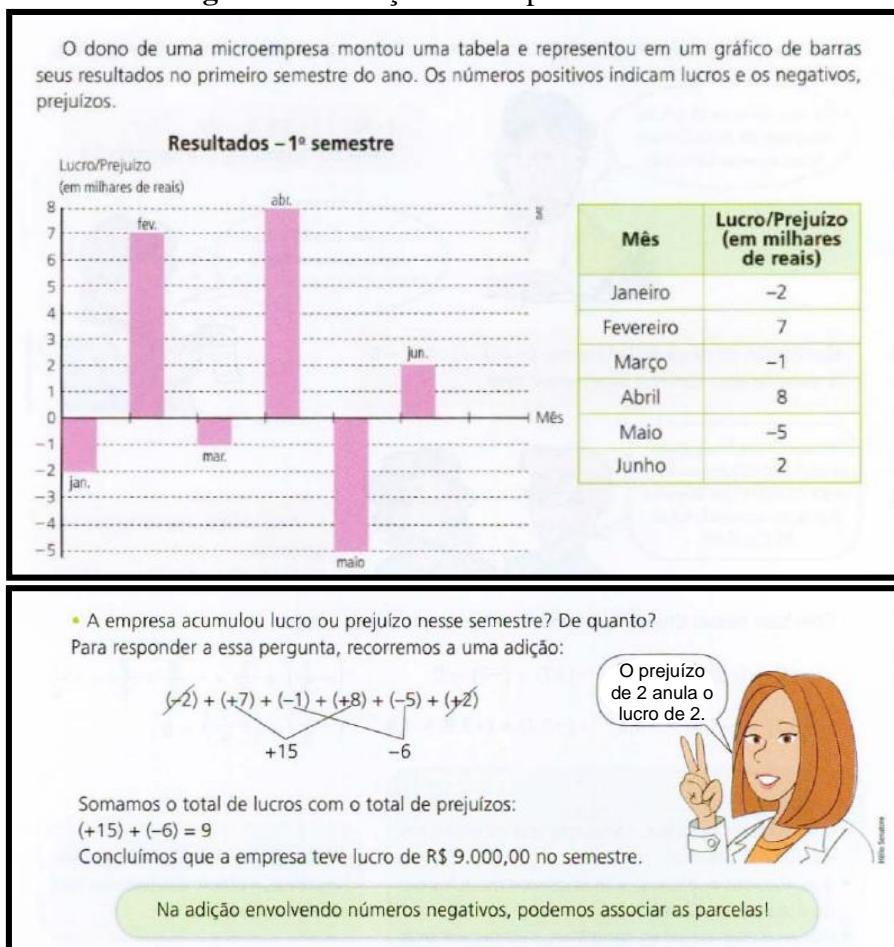 O dono de uma microempresa montou uma tabela e representou em um gráfico de barras
seus resultados no primeiro semestre do ano. Os números positivos indicam lucros e os negativos,
prejuízos.
Resultados – 1º semestre
Lucro/Prejuízo
(em milhares de reais)
8
7
6
5
4
3
2
1
0
–1
–2
–3
–4
–5
jan.
fev.
mar.
abr.
maio
jun.
Mês
Mês Lucro/Prejuízo
(em milhares
de reais)
Janeiro –2
Fevereiro 7
Março –1
Abril 8
Maio –5
Junho 2
• A empresa acumulou lucro ou prejuízo nesse semestre? De quanto?
Para responder a essa pergunta, recorremos a uma adição:
(–2) + (+7) + (–1) + (+8) + (–5) + (+2)
+15 –6
O prejuízo
de 2 anula o
lucro de 2.
Somamos o total de lucros com o total de prejuízos:
(+15) + (–6) = 9
Concluímos que a empresa teve lucro de R$ 9.000,00 no semestre.
Hélio Senatore
Na adição envolvendo números negativos, podemos associar as parcelas!